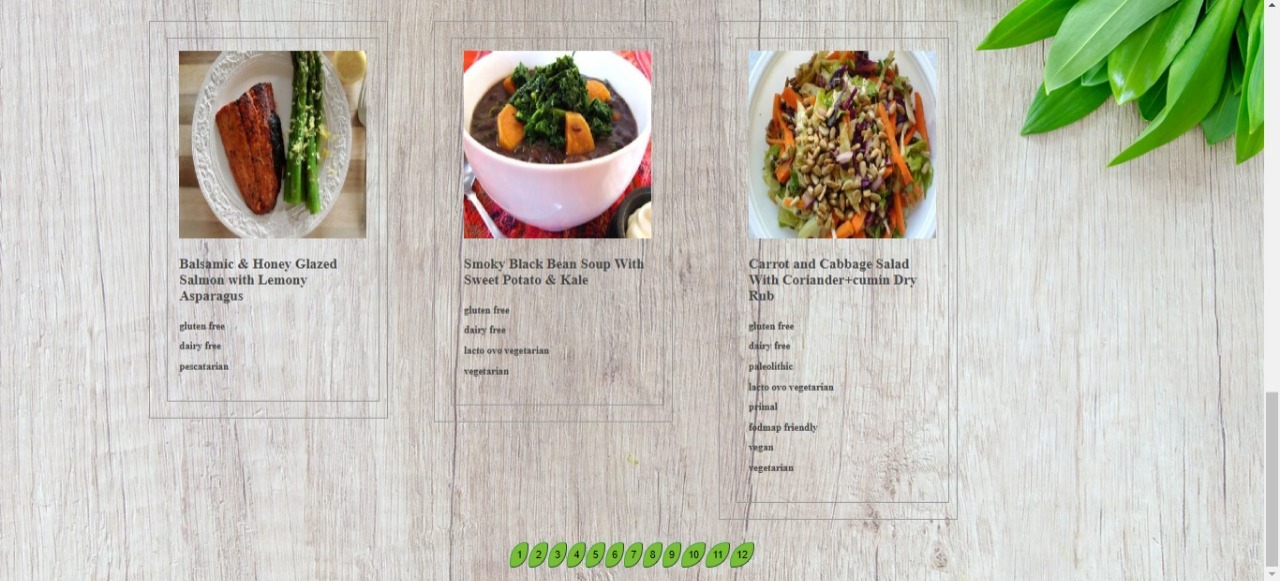 Balsamic & Honey Glazed
Salmon with Lemony
Asparagus
gluten free
dairy free
pescatarian
Smoky Black Bean Soup With
Sweet Potato & Kale
gluten free
dairy free
lacto ovo vegetarian
vegetarian
Carrot and Cabbage Salad
With Coriander+cumin Dry
Rub
gluten free
dairy free
paleolithic
lacto ovo vegetarian
primal
fodmap friendly
vegan
vegetarian
1 2 3 4 5 6 7 8 9 10 11 12